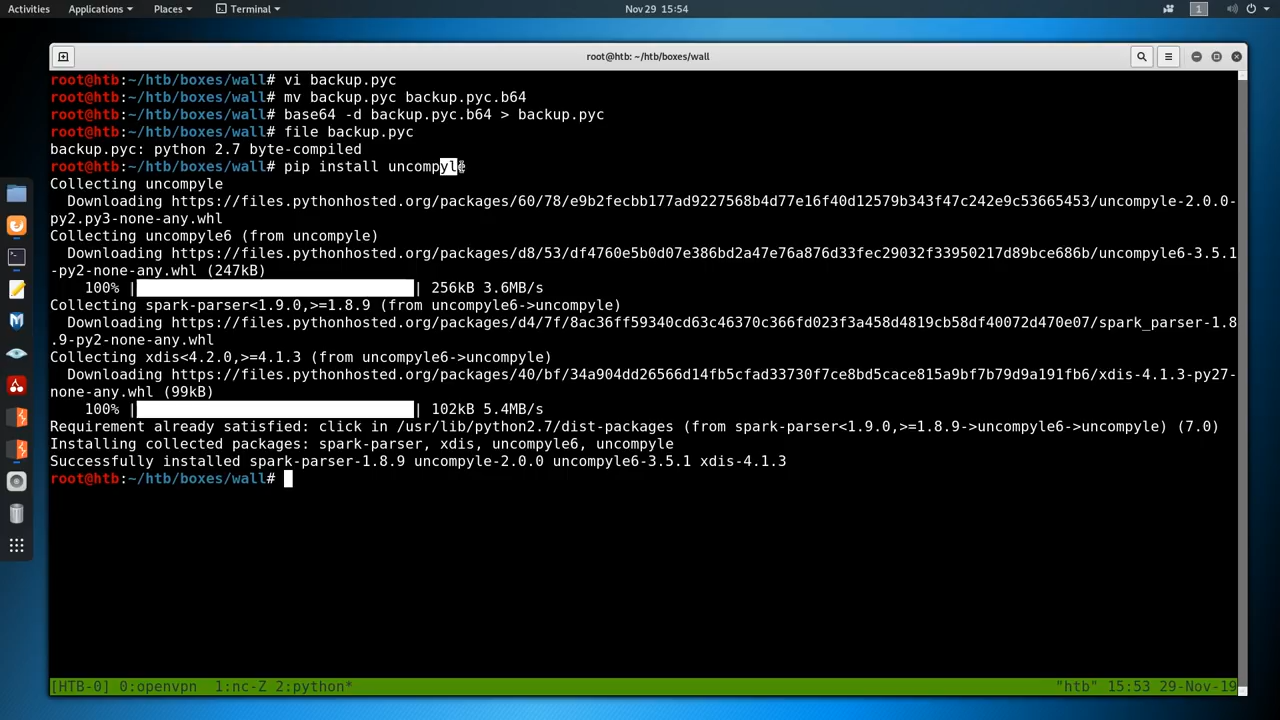 Activities Applications Places Terminal Nov 29 15:54 1
root@htb: ~/htb/boxes/wall
root@htb:~/htb/boxes/wall# vi backup.pyc
root@htb:~/htb/boxes/wall# mv backup.pyc backup.pyc.b64
root@htb:~/htb/boxes/wall# base64 -d backup.pyc.b64 > backup.pyc
root@htb:~/htb/boxes/wall# file backup.pyc
backup.pyc: python 2.7 byte-compiled
root@htb:~/htb/boxes/wall# pip install uncompyle
Collecting uncompyle
Downloading https://files.pythonhosted.org/packages/60/78/e9b2fecbb177ad9227568b4d77e16f40d12579b343f47c242e9c53665453/uncompyle-2.0.0-
py2.py3-none-any.whl
Collecting uncompyle6 (from uncompyle)
Downloading https://files.pythonhosted.org/packages/d8/53/df4760e5b0d07e386bd2a47e76a876d33fec29032f33950217d89bce686b/uncompyle6-3.5.1
-py2-none-any.whl (247kB)
100% |                                | 256kB 3.6MB/s
Collecting spark-parser<1.9.0,>=1.8.9 (from uncompyle6->uncompyle)
Downloading https://files.pythonhosted.org/packages/d4/7f/8ac36ff59340cd63c46370c366fd023f3a458d4819cb58df40072d470e07/spark_parser-1.8
.9-py2-none-any.whl
Collecting xdis<4.2.0,>=4.1.3 (from uncompyle6->uncompyle)
Downloading https://files.pythonhosted.org/packages/40/bf/34a904dd26566d14fb5cfad33730f7ce8bd5cace815a9bf7b79d9a191fb6/xdis-4.1.3-py27-
none-any.whl (99kB)
100% |                                | 102kB 5.4MB/s
Requirement already satisfied: click in /usr/lib/python2.7/dist-packages (from spark-parser<1.9.0,>=1.8.9->uncompyle6->uncompyle) (7.0)
Installing collected packages: spark-parser, xdis, uncompyle6, uncompyle
Successfully installed spark-parser-1.8.9 uncompyle-2.0.0 uncompyle6-3.5.1 xdis-4.1.3
root@htb:~/htb/boxes/wall#
[HTB-0] 0:openvpn 1:nc-Z 2:python* "htb" 15:53 29-Nov-19